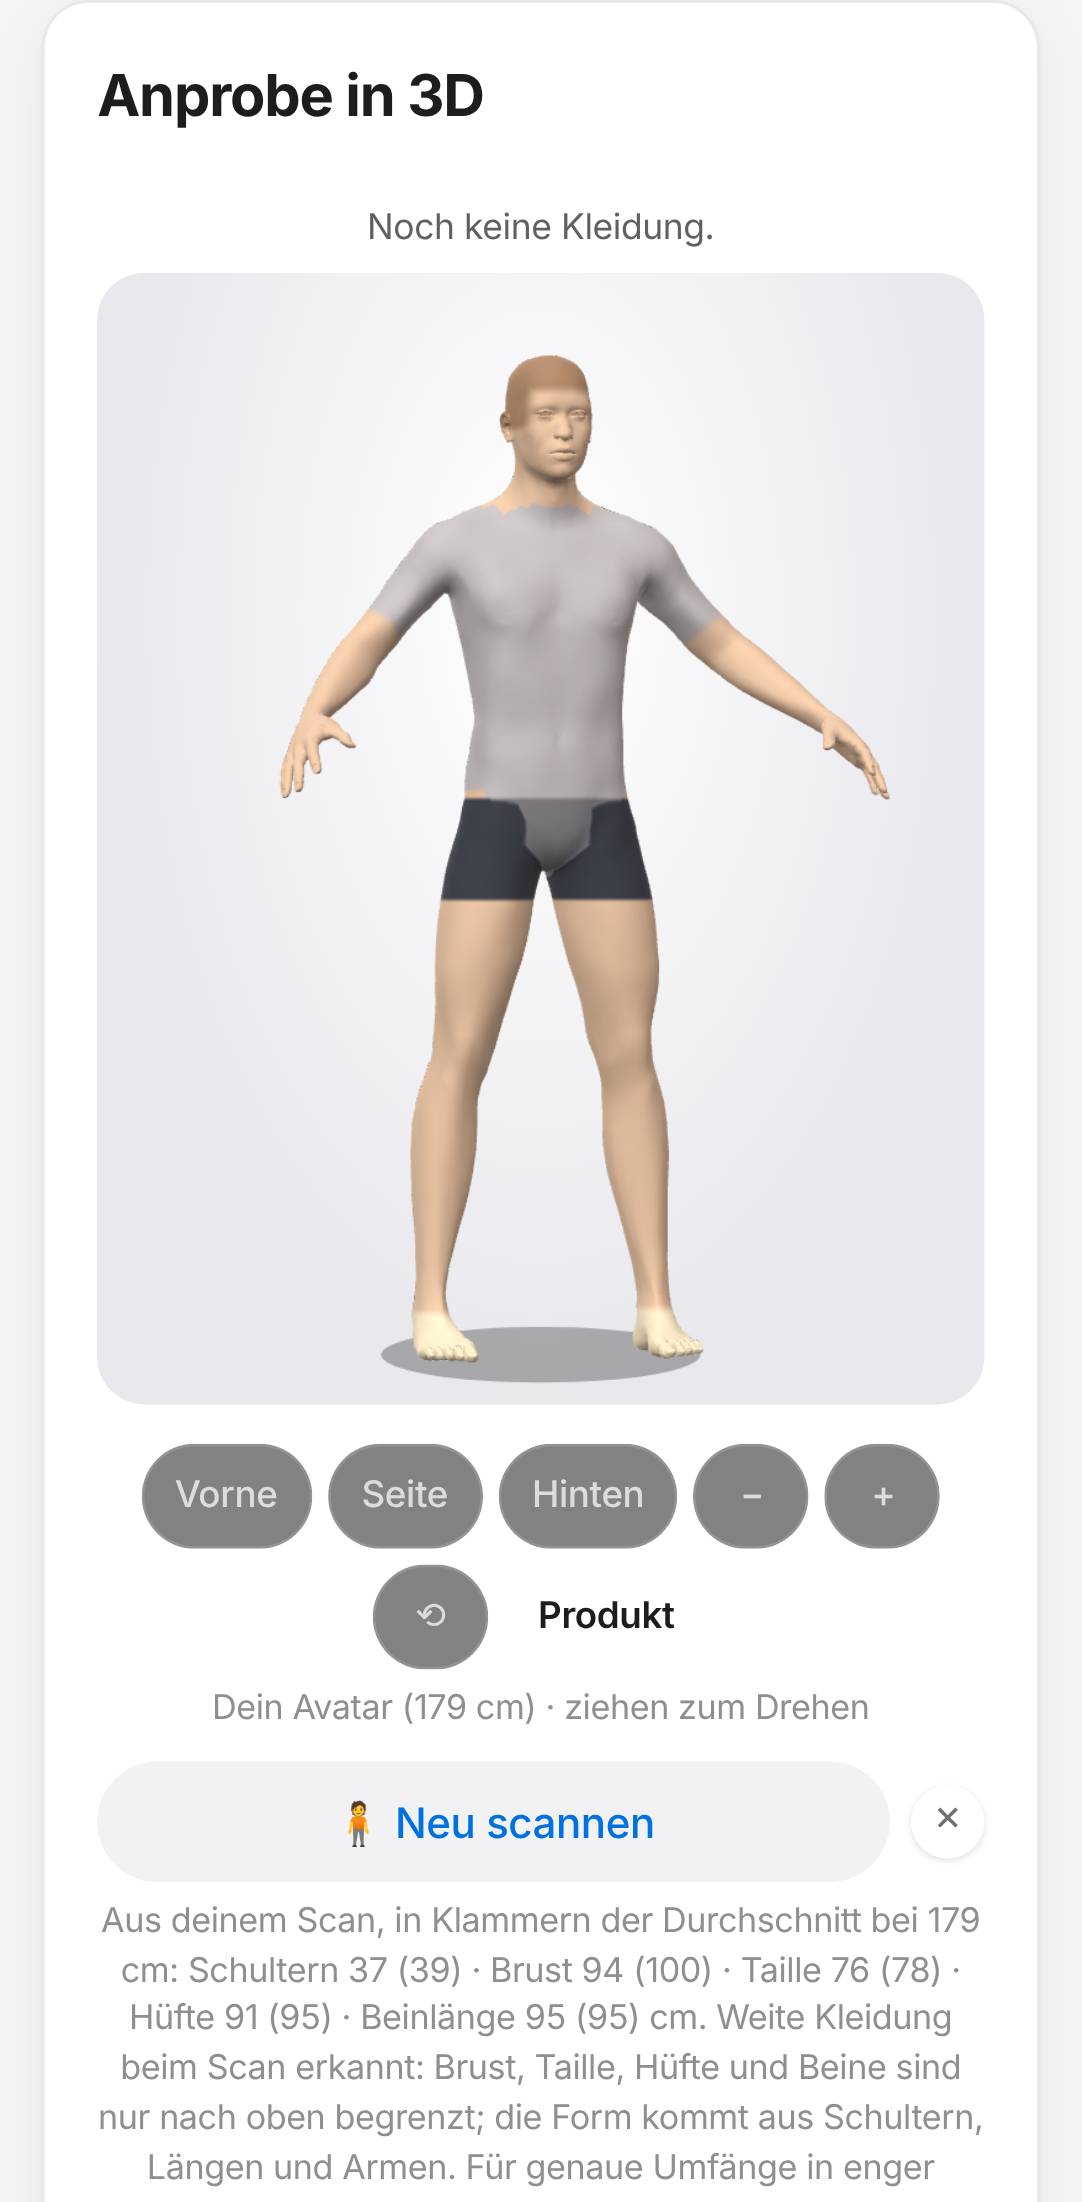 Anprobe in 3D
Noch keine Kleidung.
Vorne Seite Hinten − +
⟲ Produkt
Dein Avatar (179 cm) · ziehen zum Drehen
🧍 Neu scannen ✕
Aus deinem Scan, in Klammern der Durchschnitt bei 179
cm: Schultern 37 (39) · Brust 94 (100) · Taille 76 (78) ·
Hüfte 91 (95) · Beinlänge 95 (95) cm. Weite Kleidung
beim Scan erkannt: Brust, Taille, Hüfte und Beine sind
nur nach oben begrenzt; die Form kommt aus Schultern,
Längen und Armen. Für genaue Umfänge in enger